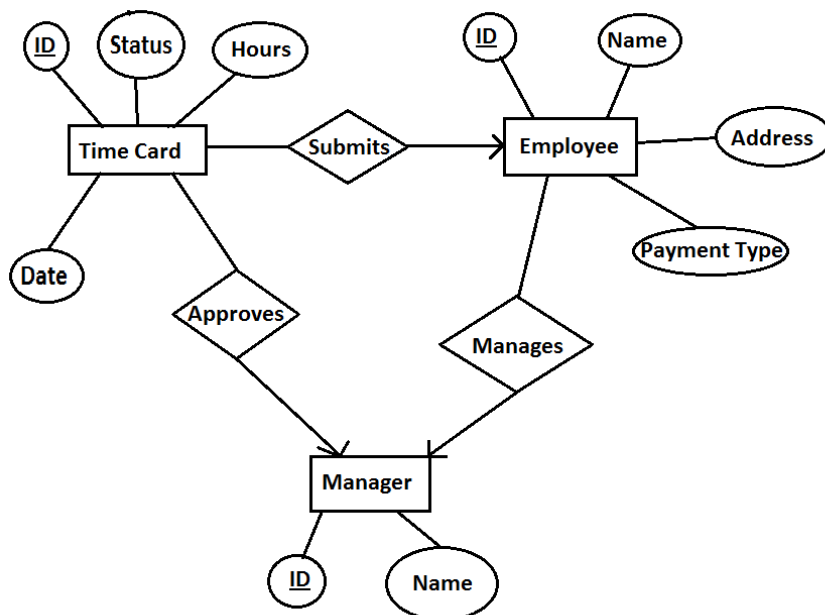 ID
Status
Hours
ID
Name
Time Card
Submits
Employee
Address
Date
Payment Type
Approves
Manages
Manager
ID
Name